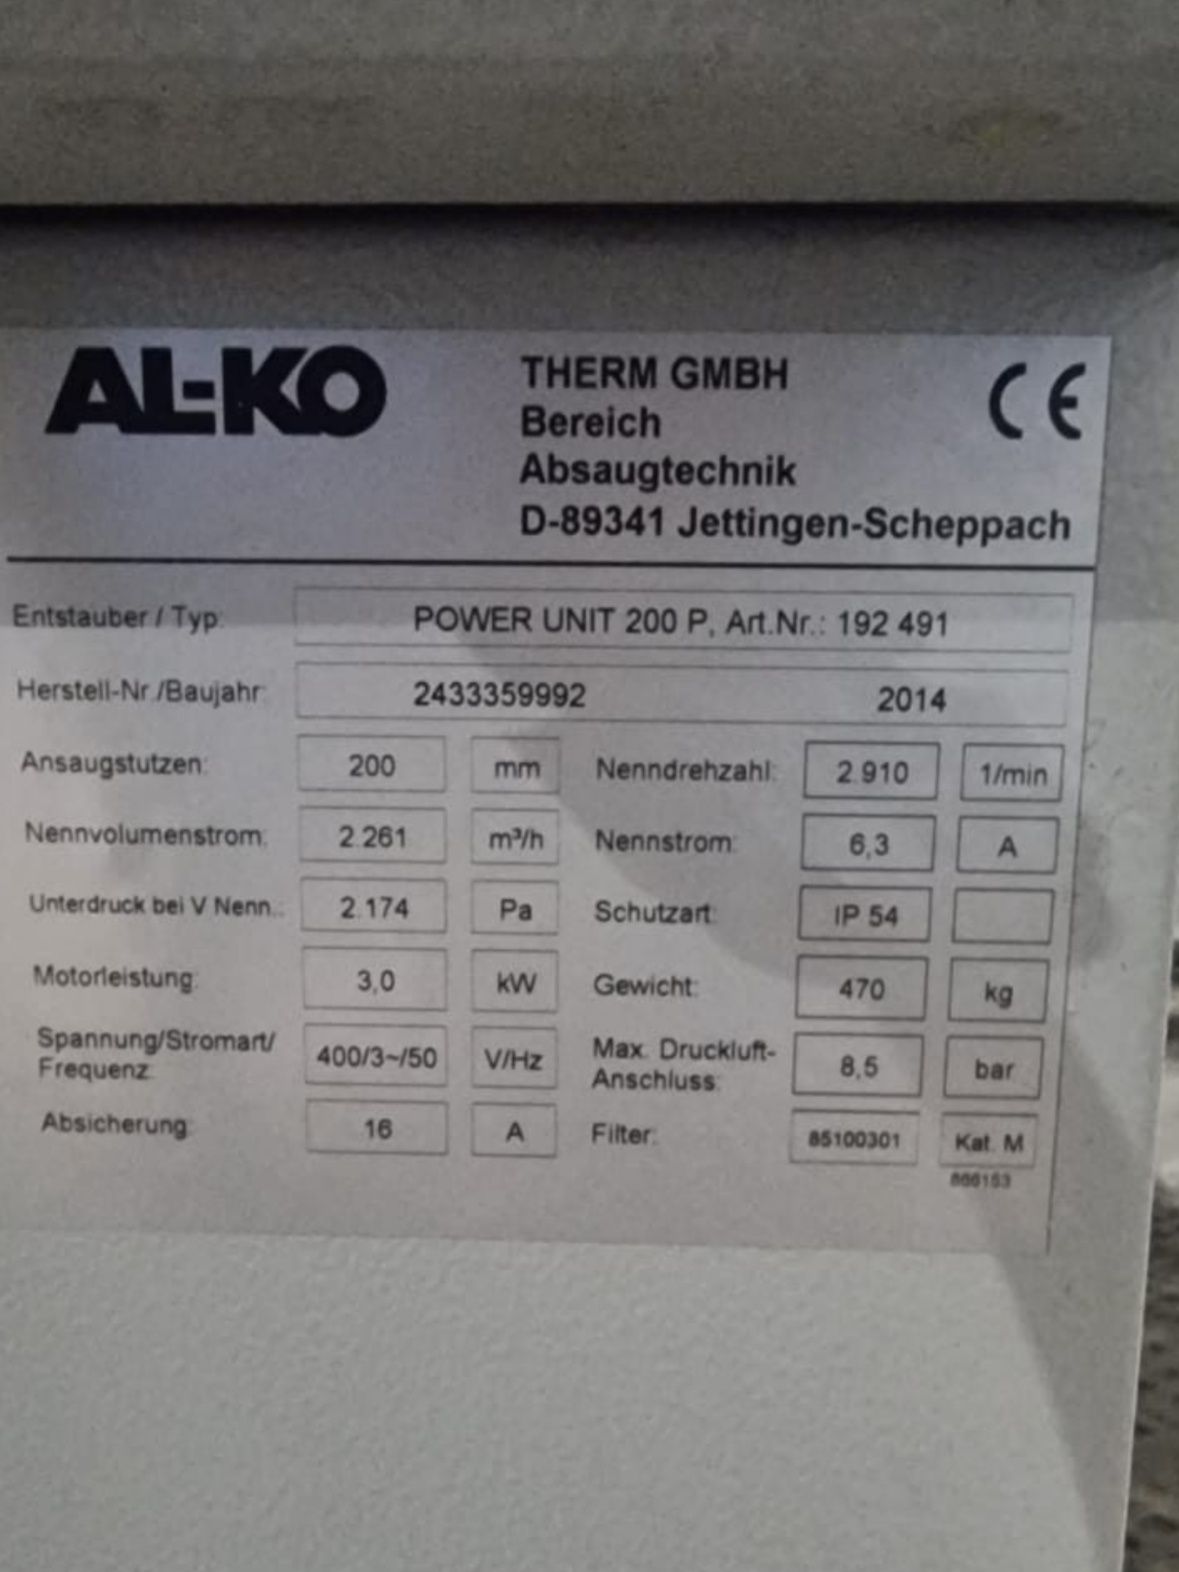 AL-KO
THERM GMBH
Bereich
Absaugtechnik
D-89341 Jettingen-Scheppach
CE
Entstauber / Typ: POWER UNIT 200 P, Art.Nr.: 192 491
Herstell-Nr./Baujahr: 2433359992 2014
Ansaugstutzen: 200 mm Nenndrehzahl: 2.910 1/min
Nennvolumenstrom: 2.261 m³/h Nennstrom: 6,3 A
Unterdruck bei V Nenn.: 2.174 Pa Schutzart: IP 54
Motorleistung: 3,0 kW Gewicht: 470 kg
Spannung/Stromart/
Frequenz: 400/3~/50 V/Hz Max. Druckluft-
Anschluss: 8,5 bar
Absicherung: 16 A Filter: 85100301 Kat. M